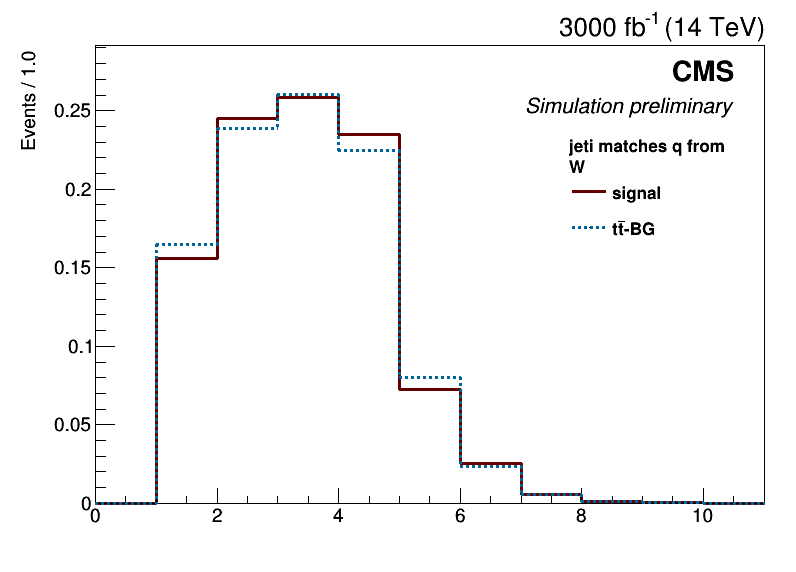 3000 fb⁻¹ (14 TeV)
Events / 1.0
CMS
Simulation preliminary
jeti matches q from
W
signal
tt̄-BG
0.25
0.2
0.15
0.1
0.05
0
0 2 4 6 8 10